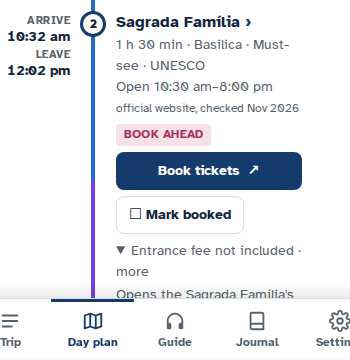 ARRIVE
10:32 am
LEAVE
12:02 pm
2
Sagrada Família ›
1 h 30 min · Basilica · Must-
see · UNESCO
Open 10:30 am–8:00 pm
official website, checked Nov 2026
BOOK AHEAD
Book tickets ↗
☐ Mark booked
▼ Entrance fee not included ·
more
Opens the Sagrada Família's
Trip
Day plan
Guide
Journal